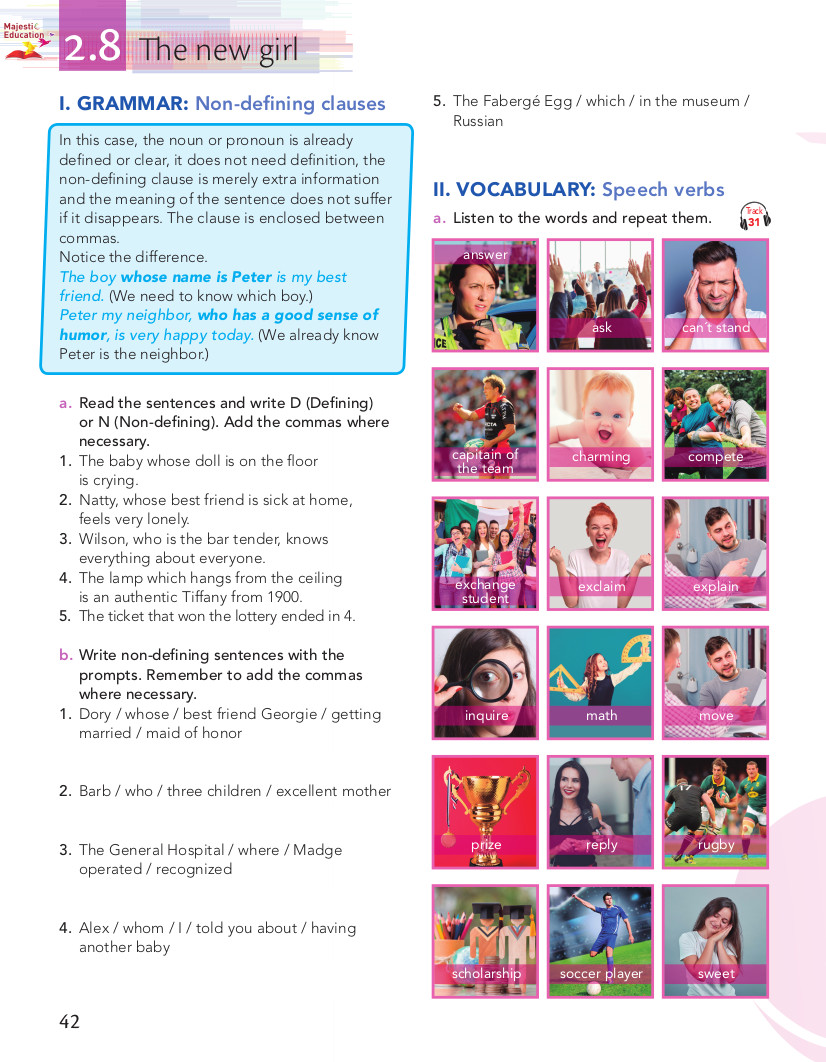 Majestic
Education
2.8 The new girl
I. GRAMMAR: Non-defining clauses
In this case, the noun or pronoun is already
defined or clear, it does not need definition, the
non-defining clause is merely extra information
and the meaning of the sentence does not suffer
if it disappears. The clause is enclosed between
commas.
Notice the difference.
The boy whose name is Peter is my best
friend. (We need to know which boy.)
Peter my neighbor, who has a good sense of
humor, is very happy today. (We already know
Peter is the neighbor.)
a. Read the sentences and write D (Defining)
or N (Non-defining). Add the commas where
necessary.
1. The baby whose doll is on the floor
is crying.
2. Natty, whose best friend is sick at home,
feels very lonely.
3. Wilson, who is the bar tender, knows
everything about everyone.
4. The lamp which hangs from the ceiling
is an authentic Tiffany from 1900.
5. The ticket that won the lottery ended in 4.
b. Write non-defining sentences with the
prompts. Remember to add the commas
where necessary.
1. Dory / whose / best friend Georgie / getting
married / maid of honor
2. Barb / who / three children / excellent mother
3. The General Hospital / where / Madge
operated / recognized
4. Alex / whom / I / told you about / having
another baby
5. The Fabergé Egg / which / in the museum /
Russian
II. VOCABULARY: Speech verbs
a. Listen to the words and repeat them.
Track
31
answer
ask
can´t stand
capitain of
the team
charming
compete
exchange
student
exclaim
explain
inquire
math
move
prize
reply
rugby
scholarship
soccer player
sweet
42